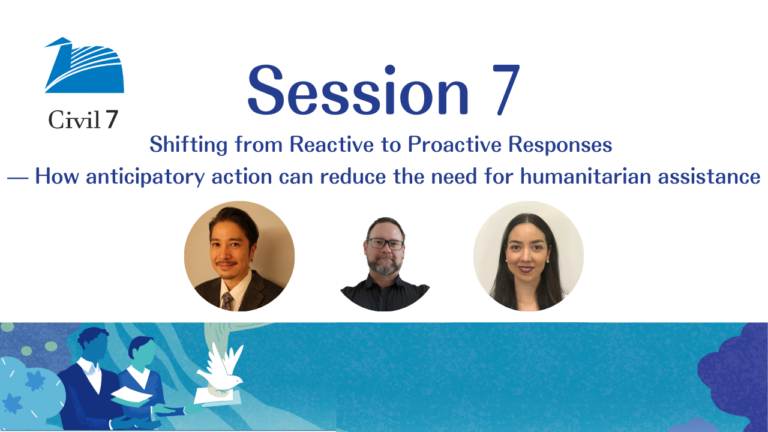 Civil 7
Session 7
Shifting from Reactive to Proactive Responses
— How anticipatory action can reduce the need for humanitarian assistance